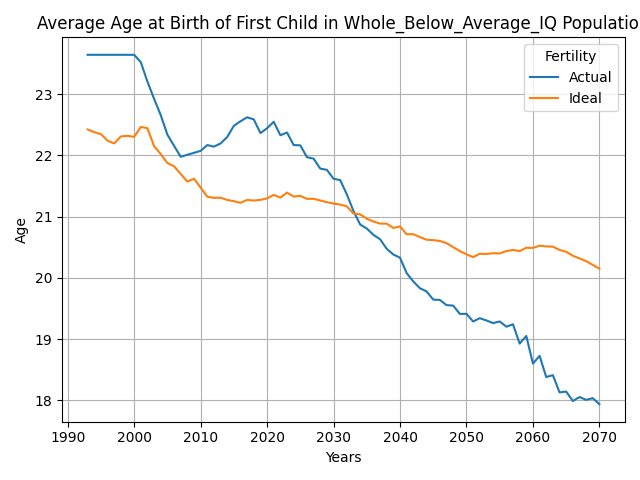 Average Age at Birth of First Child in Whole_Below_Average_IQ Populatio
Fertility
Actual
Ideal
Age
23
22
21
20
19
18
1990 2000 2010 2020 2030 2040 2050 2060 2070
Years